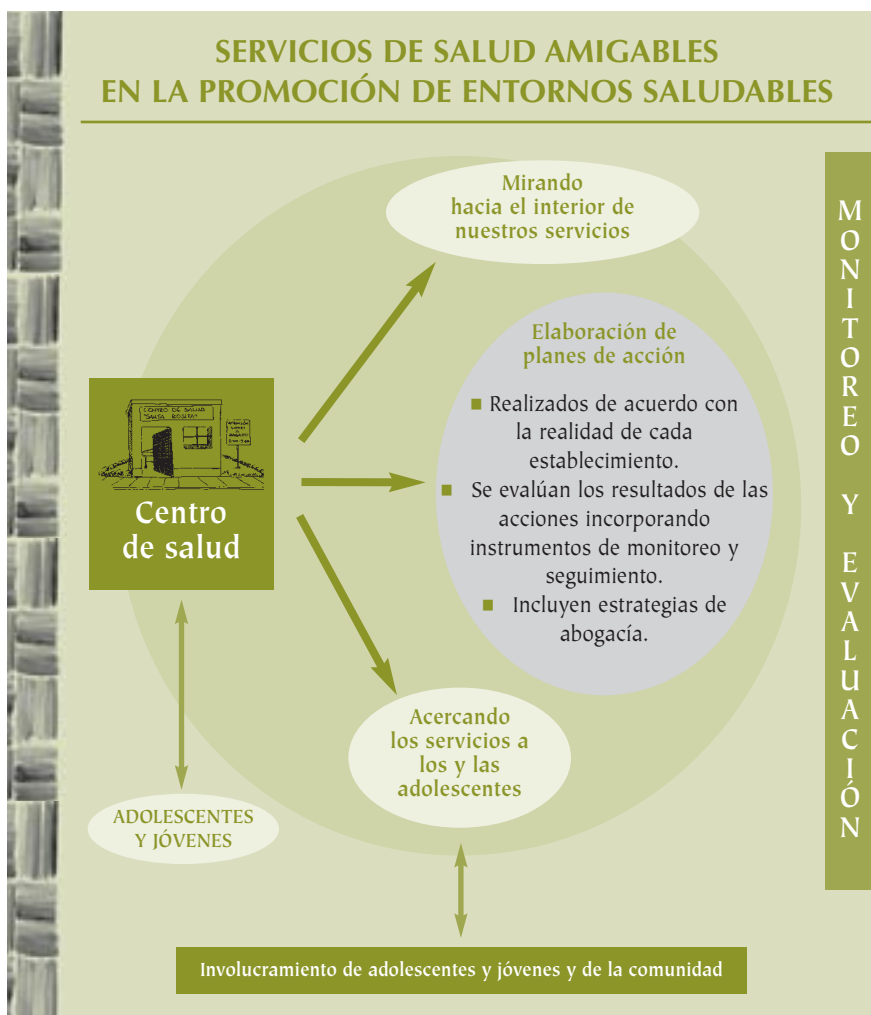 SERVICIOS DE SALUD AMIGABLES
EN LA PROMOCIÓN DE ENTORNOS SALUDABLES
Mirando
hacia el interior de
nuestros servicios
Elaboración de
planes de acción
■ Realizados de acuerdo con
la realidad de cada
establecimiento.
■ Se evalúan los resultados de las
acciones incorporando
instrumentos de monitoreo y
seguimiento.
■ Incluyen estrategias de
abogacía.
CENTRO DE SALUD
Centro
de salud
Acercando
los servicios a
los y las
adolescentes
ADOLESCENTES
Y JÓVENES
Involucramiento de adolescentes y jóvenes y de la comunidad
MONITOREO Y EVALUACIÓN